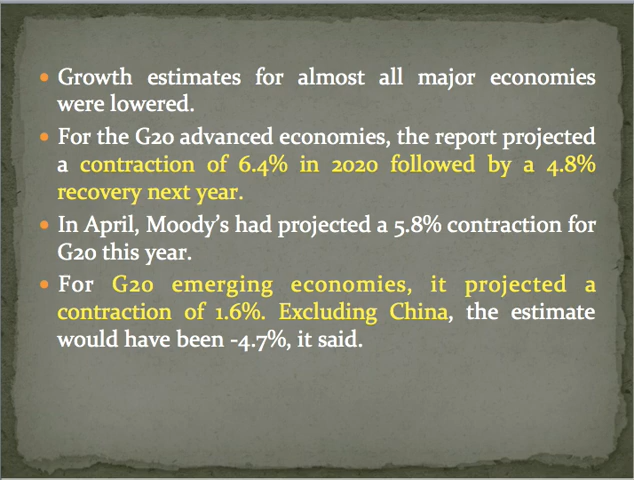 • Growth estimates for almost all major economies
were lowered.
• For the G20 advanced economies, the report projected
a contraction of 6.4% in 2020 followed by a 4.8%
recovery next year.
• In April, Moody's had projected a 5.8% contraction for
G20 this year.
• For G20 emerging economies, it projected a
contraction of 1.6%. Excluding China, the estimate
would have been -4.7%, it said.